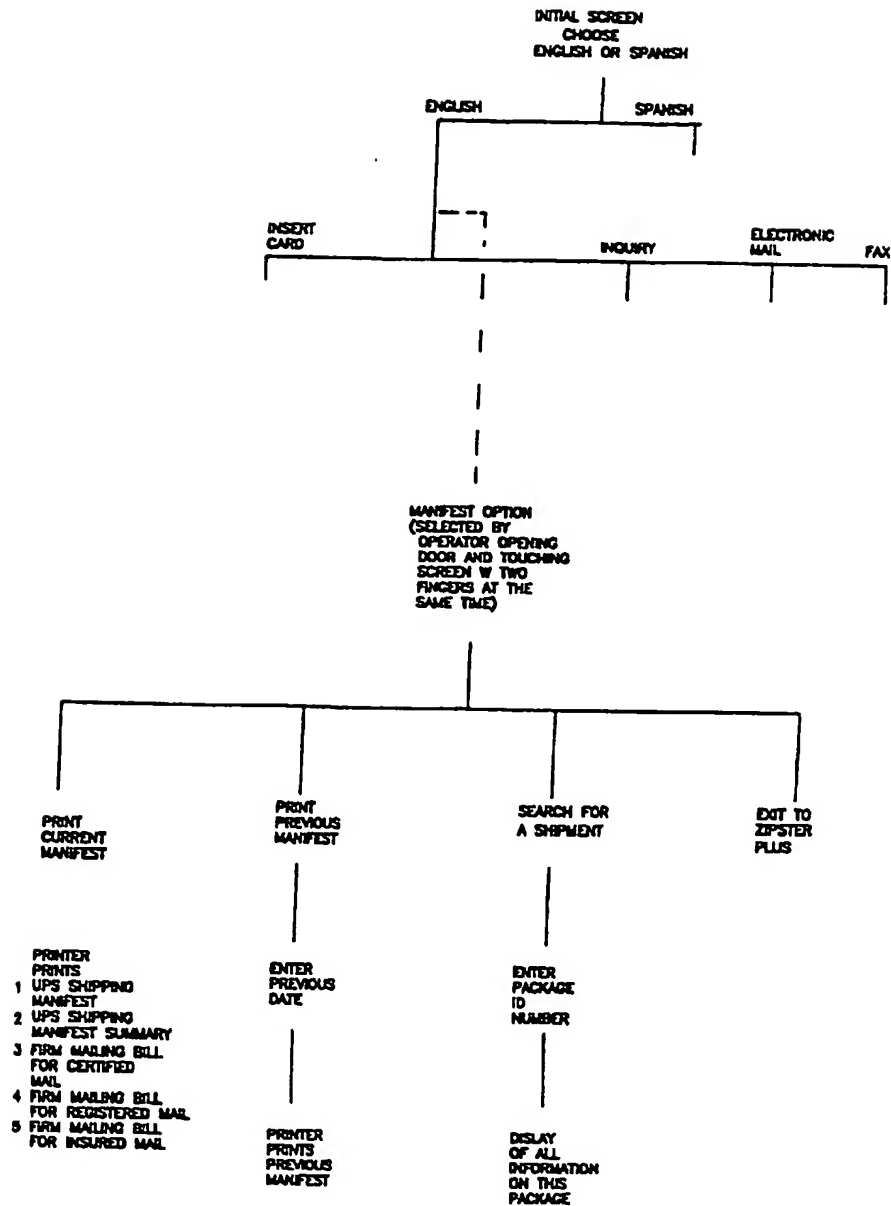 INITIAL SCREEN
CHOOSE
ENGLISH OR SPANISH
ENGLISH
SPANISH
INSERT
CARD
INQUIRY
ELECTRONIC
MAIL
FAX
MANIFEST OPTION
(SELECTED BY
OPERATOR OPENING
DOOR AND TOUCHING
SCREEN W TWO
FINGERS AT THE
SAME TIME)
PRINT
CURRENT
MANIFEST
PRINT
PREVIOUS
MANIFEST
SEARCH FOR
A SHIPMENT
EXIT TO
ZIPSTER
PLUS
PRINTER
PRINTS
1 UPS SHIPPING
MANIFEST
2 UPS SHIPPING
MANIFEST SUMMARY
3 FIRM MAILING BILL
FOR CERTIFIED
MAIL
4 FIRM MAILING BILL
FOR REGISTERED MAIL
5 FIRM MAILING BILL
FOR INSURED MAIL
ENTER
PREVIOUS
DATE
PRINTER
PRINTS
PREVIOUS
MANIFEST
ENTER
PACKAGE
ID
NUMBER
DISLAY
OF ALL
INFORMATION
ON THIS
PACKAGE